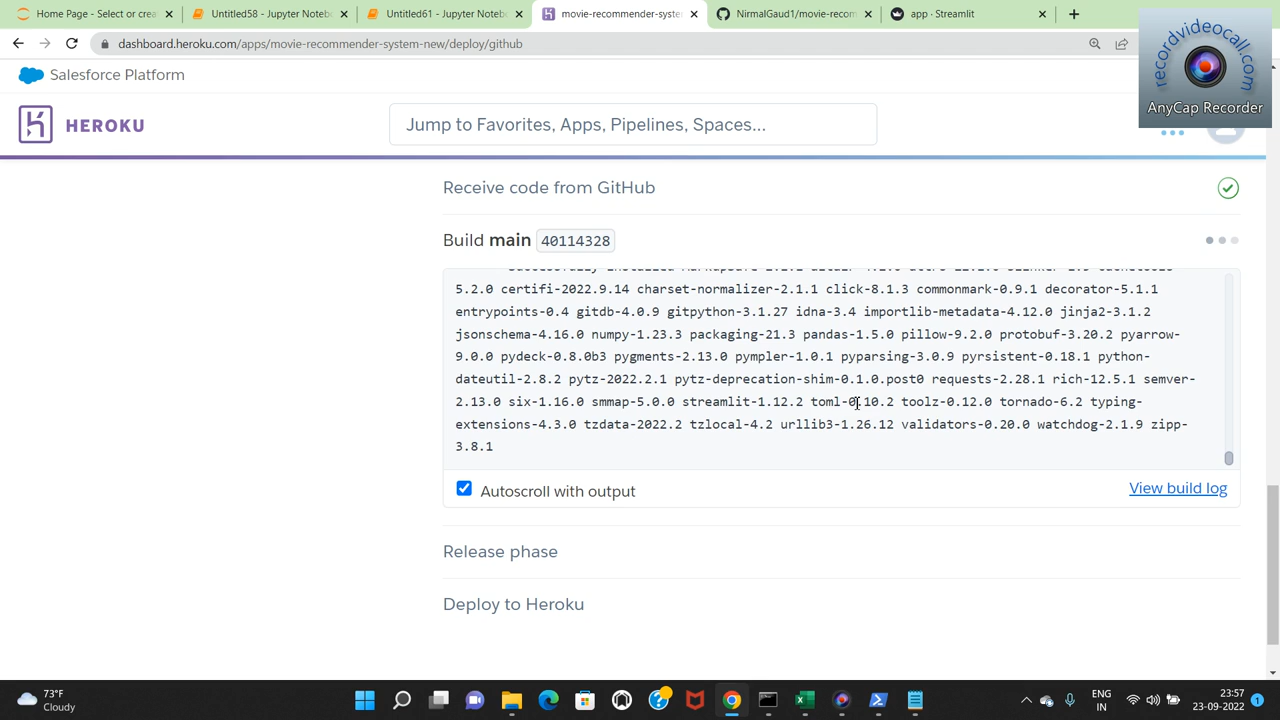 Home Page - Select or crea
Untitled58 - Jupyter Notebo
Untitled61 - Jupyter Notebo
movie-recommender-syste
NirmalGaud1/movie-recom
app · Streamlit
dashboard.heroku.com/apps/movie-recommender-system-new/deploy/github
recordvideocall.com
AnyCap Recorder
Salesforce Platform
HEROKU
Jump to Favorites, Apps, Pipelines, Spaces...
Receive code from GitHub
Build main 40114328
5.2.0 certifi-2022.9.14 charset-normalizer-2.1.1 click-8.1.3 commonmark-0.9.1 decorator-5.1.1
entrypoints-0.4 gitdb-4.0.9 gitpython-3.1.27 idna-3.4 importlib-metadata-4.12.0 jinja2-3.1.2
jsonschema-4.16.0 numpy-1.23.3 packaging-21.3 pandas-1.5.0 pillow-9.2.0 protobuf-3.20.2 pyarrow-
9.0.0 pydeck-0.8.0b3 pygments-2.13.0 pympler-1.0.1 pyparsing-3.0.9 pyrsistent-0.18.1 python-
dateutil-2.8.2 pytz-2022.2.1 pytz-deprecation-shim-0.1.0.post0 requests-2.28.1 rich-12.5.1 semver-
2.13.0 six-1.16.0 smmap-5.0.0 streamlit-1.12.2 toml-0.10.2 toolz-0.12.0 tornado-6.2 typing-
extensions-4.3.0 tzdata-2022.2 tzlocal-4.2 urllib3-1.26.12 validators-0.20.0 watchdog-2.1.9 zipp-
3.8.1
Autoscroll with output
View build log
Release phase
Deploy to Heroku
73°F
Cloudy
ENG
IN
23:57
23-09-2022
1